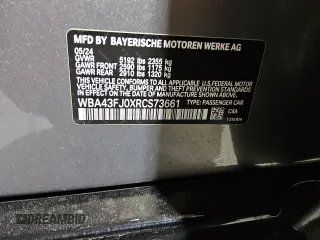 MFD BY BAYERISCHE MOTOREN WERKE AG
05/24
GVWR 5192 lbs 2355 kg
GAWR FRONT 2590 lbs 1175 kg
GAWR REAR 2910 lbs 1320 kg
THIS VEHICLE CONFORMS TO ALL APPLICABLE FEDERAL MOTOR
VEHICLE SAFETY, BUMPER, AND THEFT PREVENTION STANDARDS
IN EFFECT ON THE DATE OF MANUFACTURE SHOWN ABOVE.
WBA43FJ0XRCS73661
TYPE: PASSENGER CAR
C4A
DREAMBID